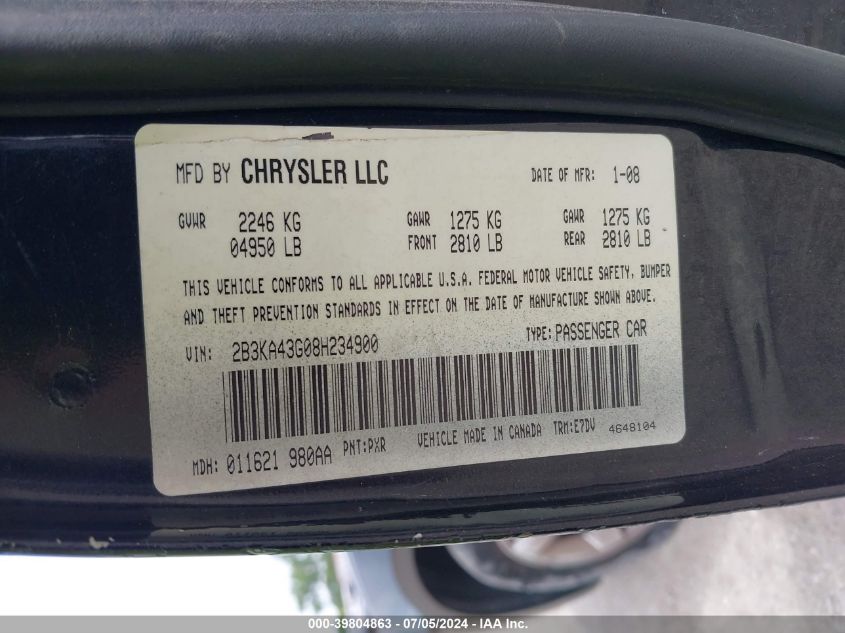 MFD BY CHRYSLER LLC DATE OF MFR: 1-08
GVWR 2246 KG GAWR 1275 KG GAWR 1275 KG
04950 LB FRONT 2810 LB REAR 2810 LB
THIS VEHICLE CONFORMS TO ALL APPLICABLE U.S.A. FEDERAL MOTOR VEHICLE SAFETY, BUMPER
AND THEFT PREVENTION STANDARDS IN EFFECT ON THE DATE OF MANUFACTURE SHOWN ABOVE.
VIN: 2B3KA43G08H234900 TYPE: PASSENGER CAR
MDH: 011621 980AA PNT: PXR VEHICLE MADE IN CANADA TRM: E7DV 4648104
000-39804863 - 07/05/2024 - IAA Inc.